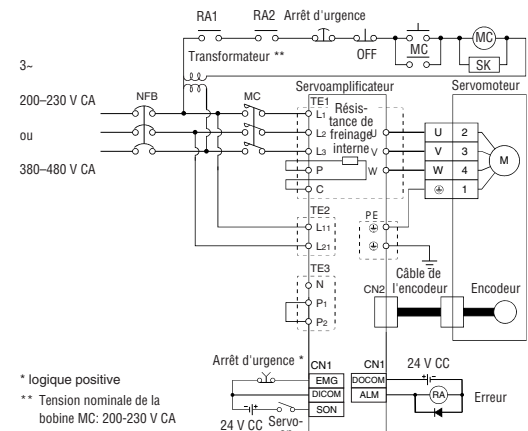 RA1 RA2 Arrêt d'urgence
OFF MC MC
SK
Transformateur **
3~
200–230 V CA
ou
380–480 V CA
NFB MC
Servoamplificateur Servomoteur
TE1
Résis-
tance de
freinage
interne
L1 U U 2
L2 V V 3 M
L3 W W 4
P 1
C
TE2 PE
L11
L21
TE3
N
P1
P2
Câble de
l'encodeur Encodeur
CN2
Arrêt d'urgence * CN1 CN1 24 V CC
EMG DOCOM
DICOM ALM RA Erreur
SON
24 V CC Servo-
* logique positive
** Tension nominale de la
bobine MC: 200-230 V CA